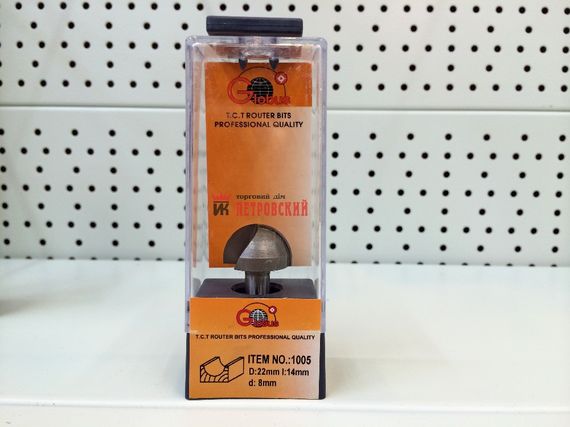 Globus
T.C.T ROUTER BITS
PROFESSIONAL QUALITY
торговий дім
ПЕТРОВСКИЙ
Globus
T.C.T ROUTER BITS PROFESSIONAL QUALITY
ITEM NO.:1005
D:22mm I:14mm
d: 8mm